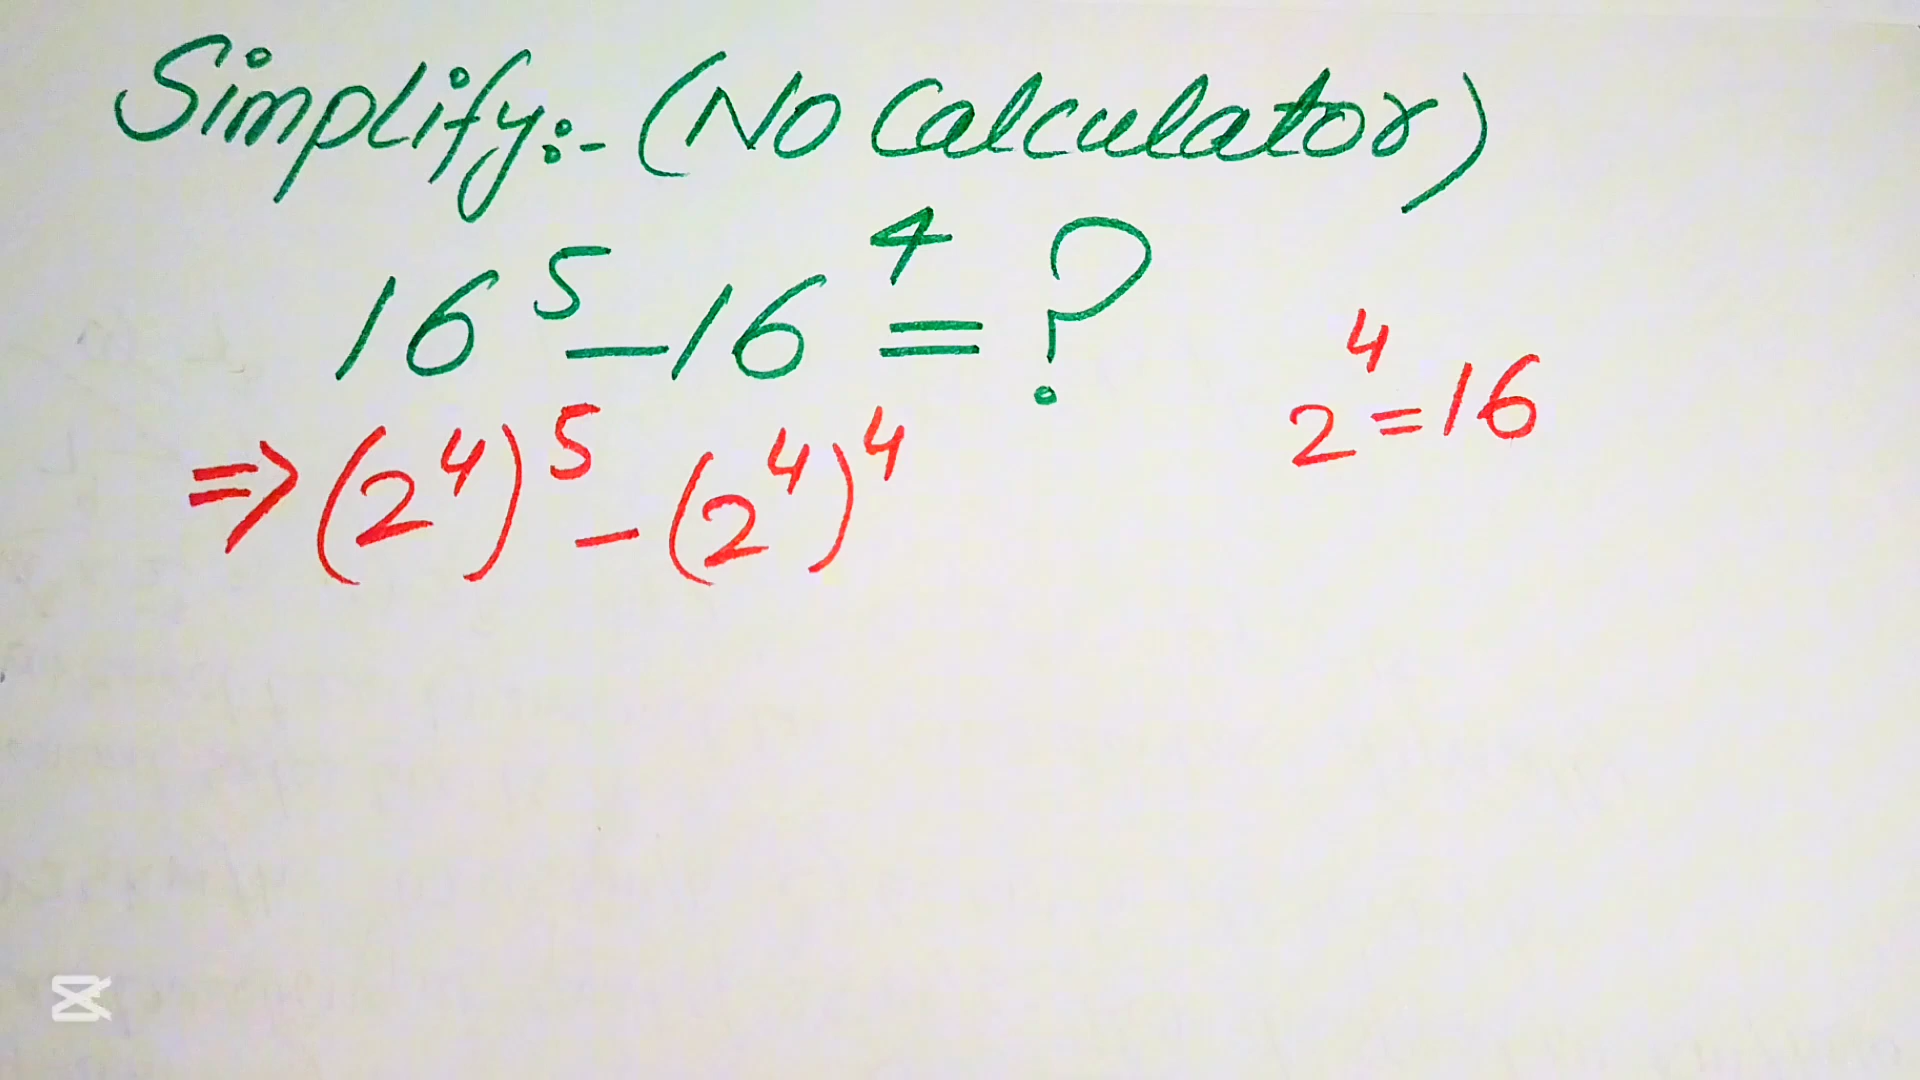 Simplify:- (No Calculator)
16⁵ - 16⁴ = ?
2⁴ = 16
⇒ (2⁴)⁵ - (2⁴)⁴